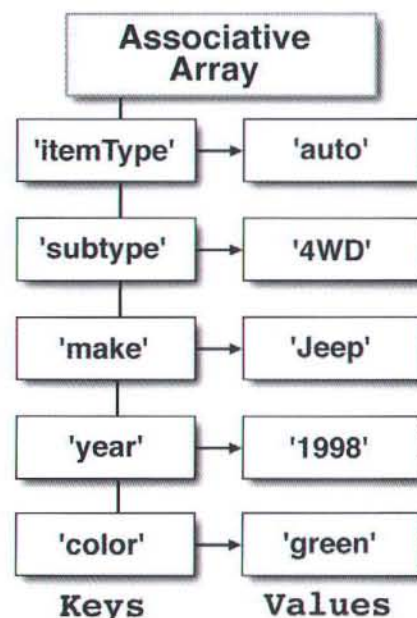 Associative
Array
'itemType' 'auto'
'subtype' '4WD'
'make' 'Jeep'
'year' '1998'
'color' 'green'
Keys Values